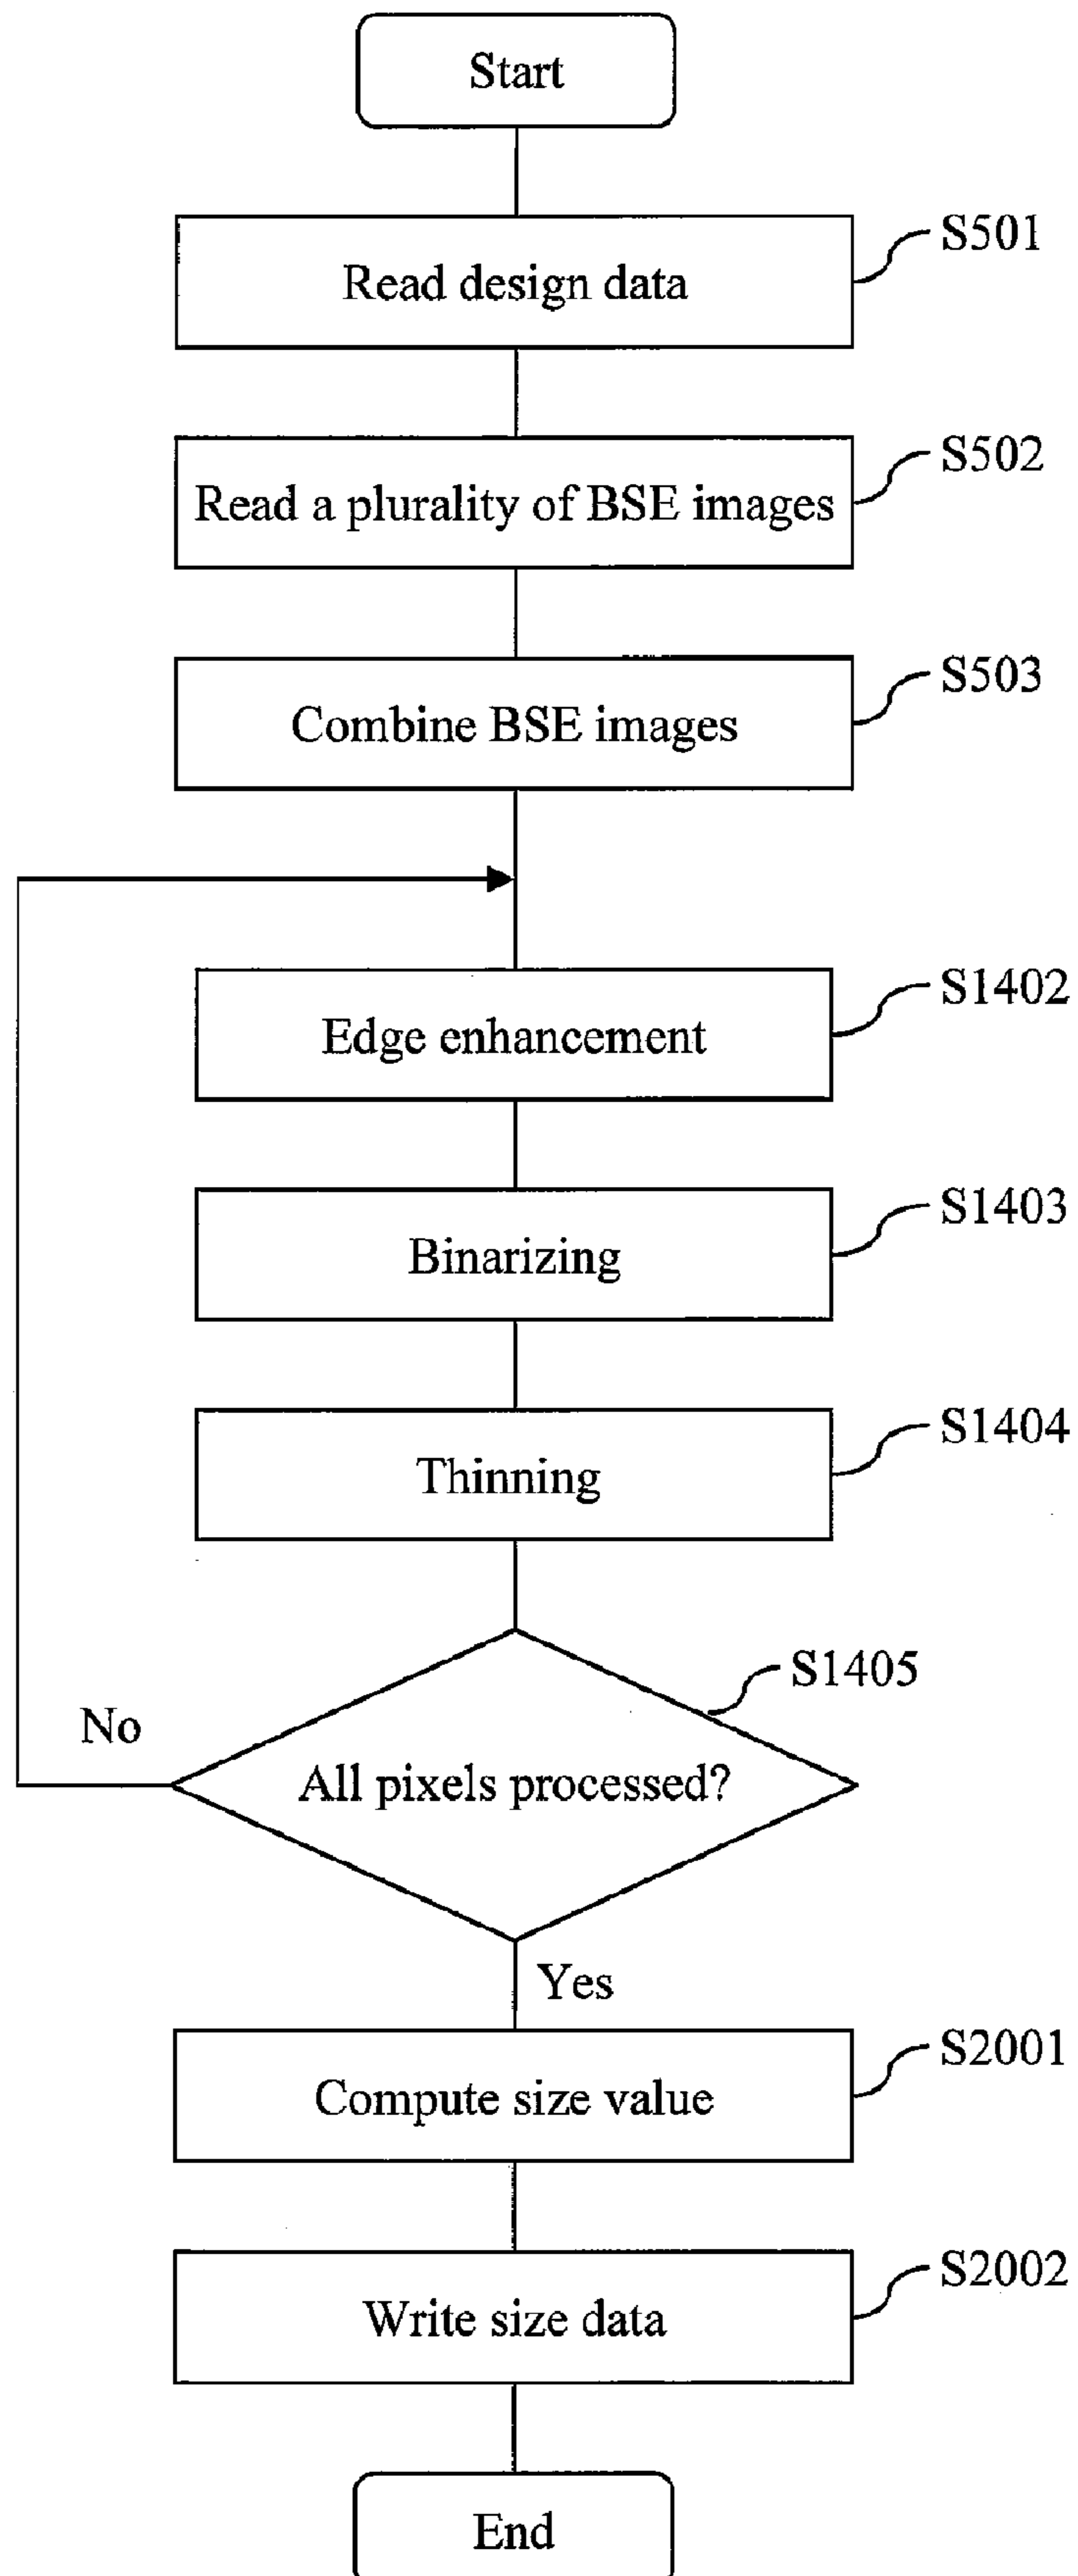 Start
Read design data
S501
Read a plurality of BSE images
S502
Combine BSE images
S503
Edge enhancement
S1402
Binarizing
S1403
Thinning
S1404
All pixels processed?
S1405
No
Yes
Compute size value
S2001
Write size data
S2002
End